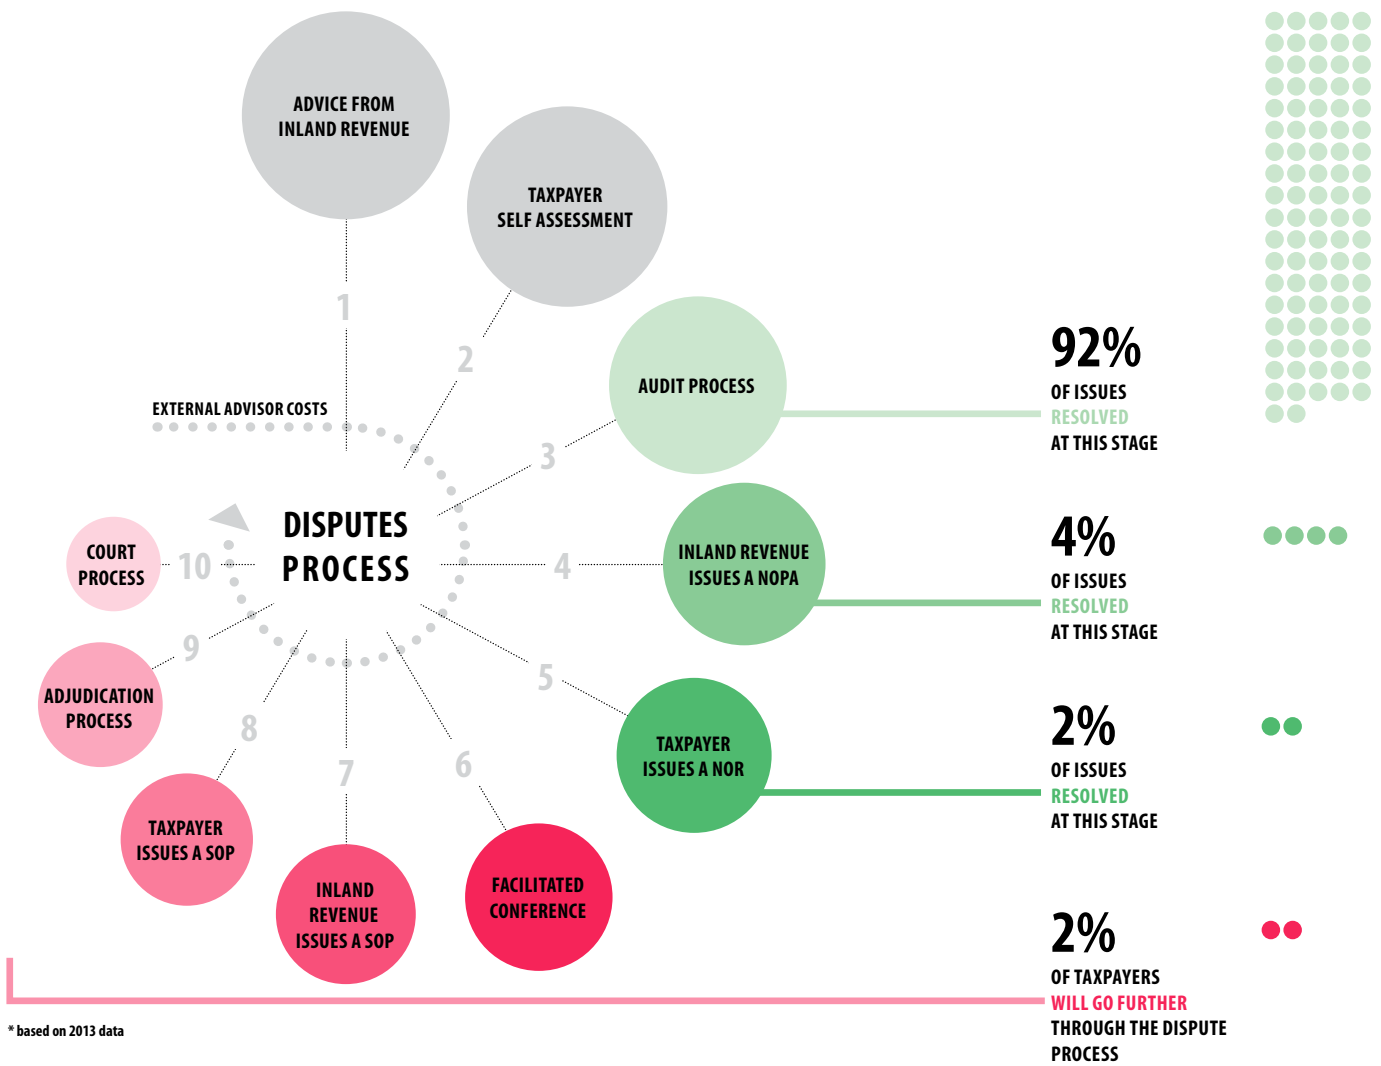 ADVICE FROM
INLAND REVENUE
1
TAXPAYER
SELF ASSESSMENT
2
AUDIT PROCESS
3
92%
OF ISSUES
RESOLVED
AT THIS STAGE
EXTERNAL ADVISOR COSTS
DISPUTES
PROCESS
INLAND REVENUE
ISSUES A NOPA
4
4%
OF ISSUES
RESOLVED
AT THIS STAGE
TAXPAYER
ISSUES A NOR
5
2%
OF ISSUES
RESOLVED
AT THIS STAGE
FACILITATED
CONFERENCE
6
INLAND
REVENUE
ISSUES A SOP
7
TAXPAYER
ISSUES A SOP
8
ADJUDICATION
PROCESS
9
COURT
PROCESS
10
2%
OF TAXPAYERS
WILL GO FURTHER
THROUGH THE DISPUTE
PROCESS
* based on 2013 data